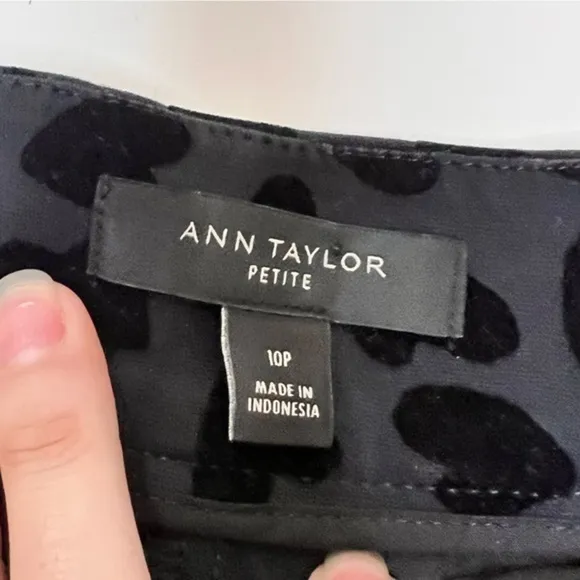 ANN TAYLOR
PETITE
10P
MADE IN
INDONESIA